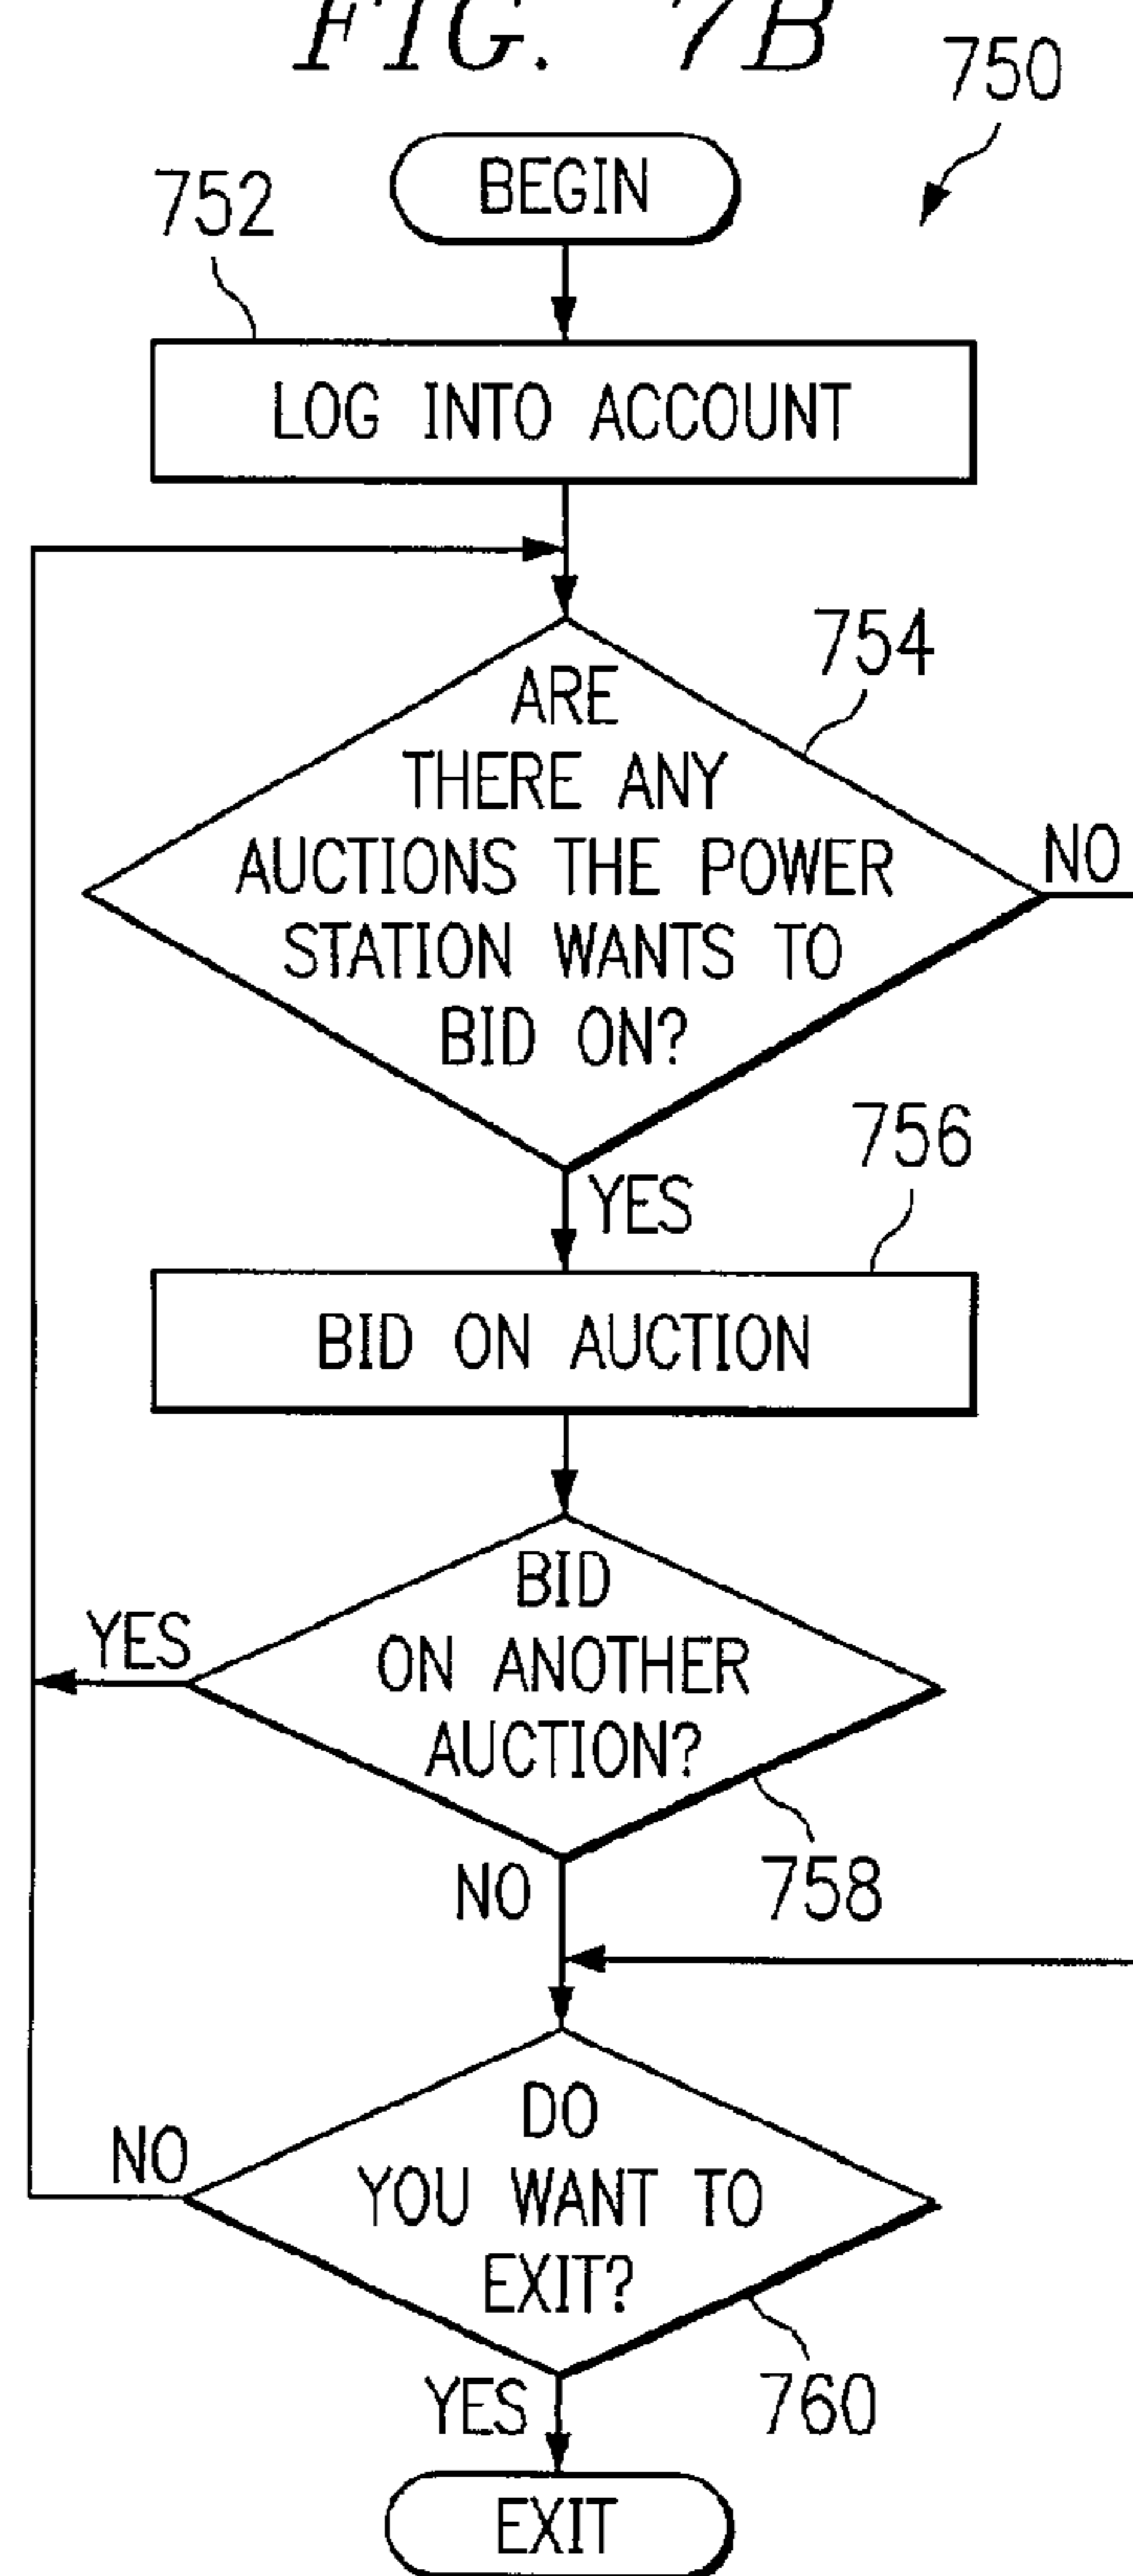 FIG. 7B
750
BEGIN
752
LOG INTO ACCOUNT
754
ARE
THERE ANY
AUCTIONS THE POWER
STATION WANTS TO
BID ON?
NO
YES
756
BID ON AUCTION
BID
ON ANOTHER
AUCTION?
YES
NO
758
DO
YOU WANT TO
EXIT?
NO
YES
760
EXIT